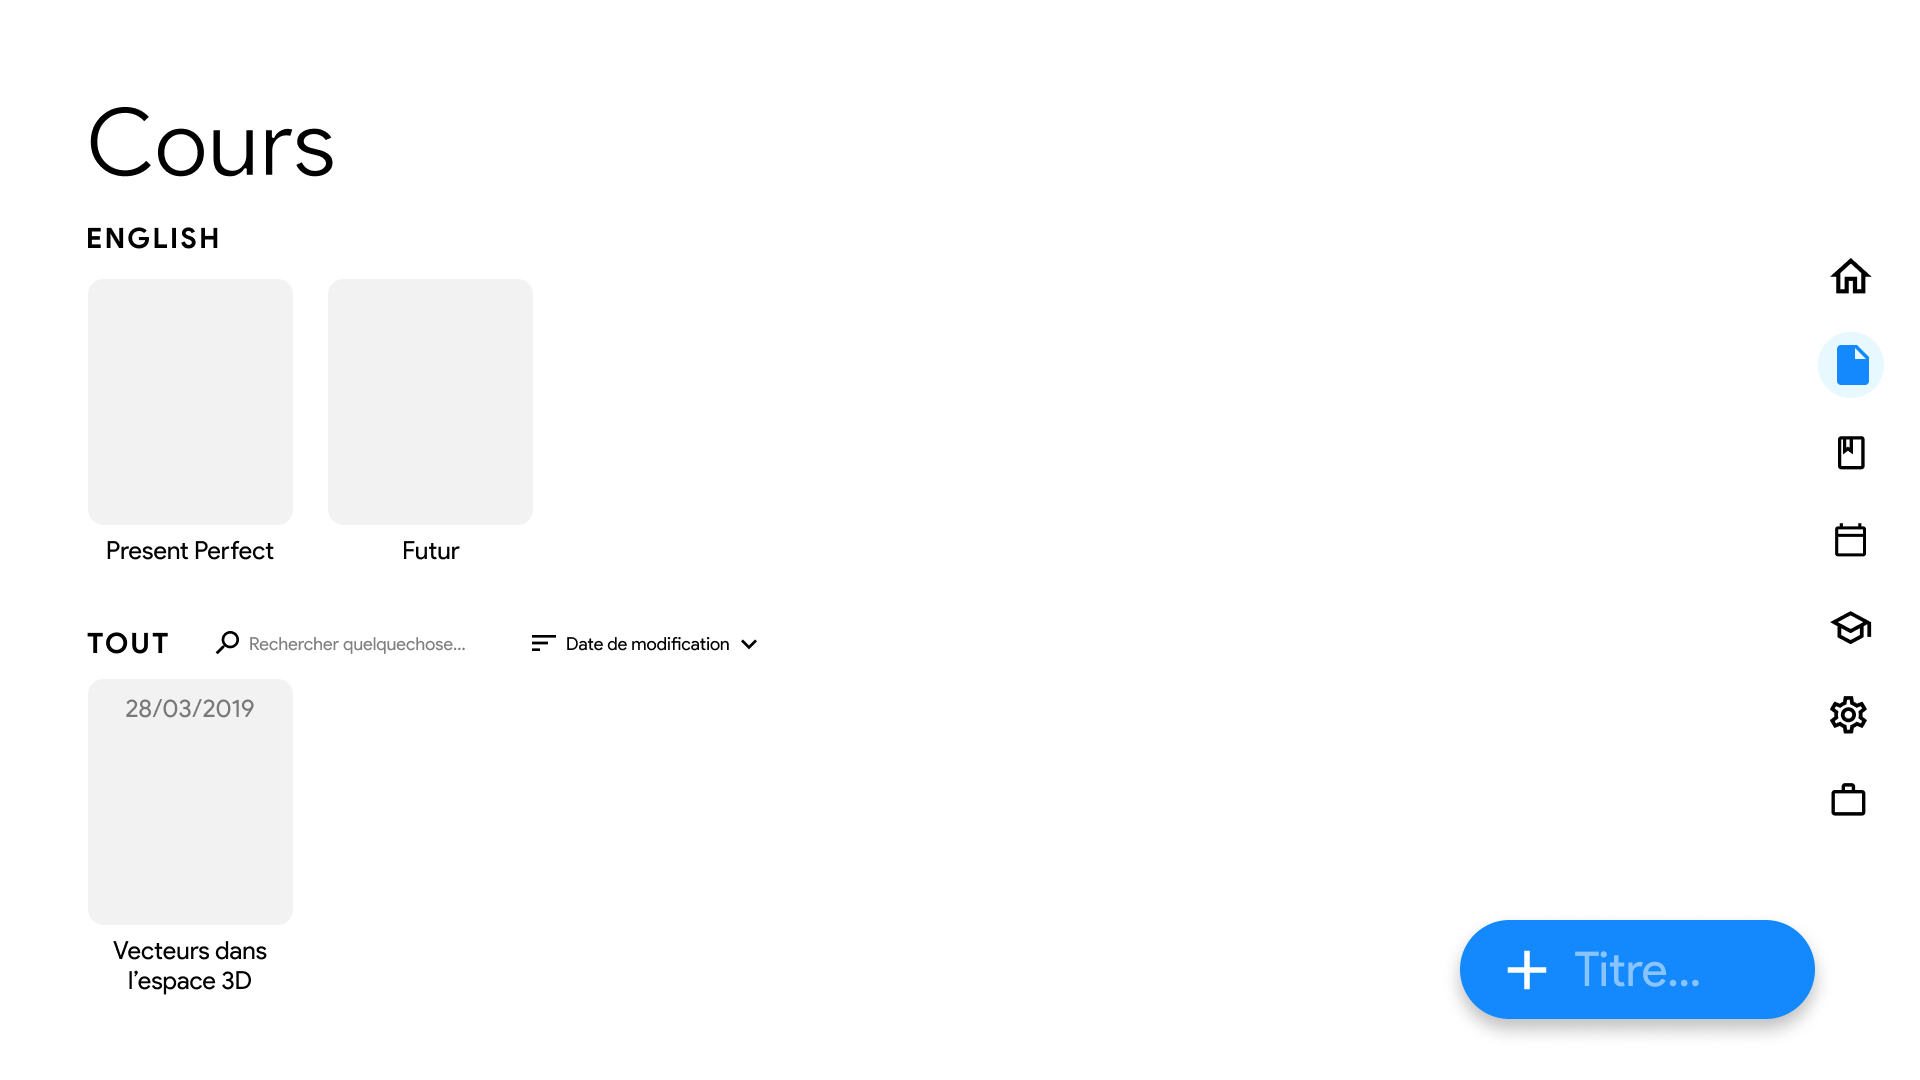 Cours
ENGLISH
Present Perfect
Futur
TOUT
Rechercher quelquechose...
Date de modification
28/03/2019
Vecteurs dans
l’espace 3D
Titre...